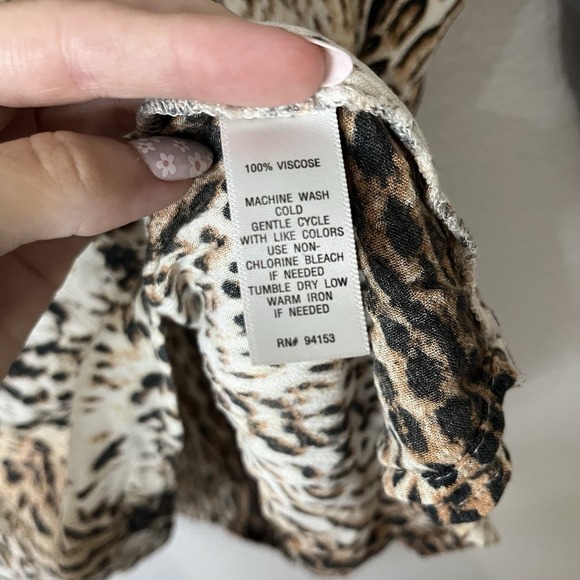 100% VISCOSE
MACHINE WASH
COLD
GENTLE CYCLE
WITH LIKE COLORS
USE NON-
CHLORINE BLEACH
IF NEEDED
TUMBLE DRY LOW
WARM IRON
IF NEEDED
RN# 94153